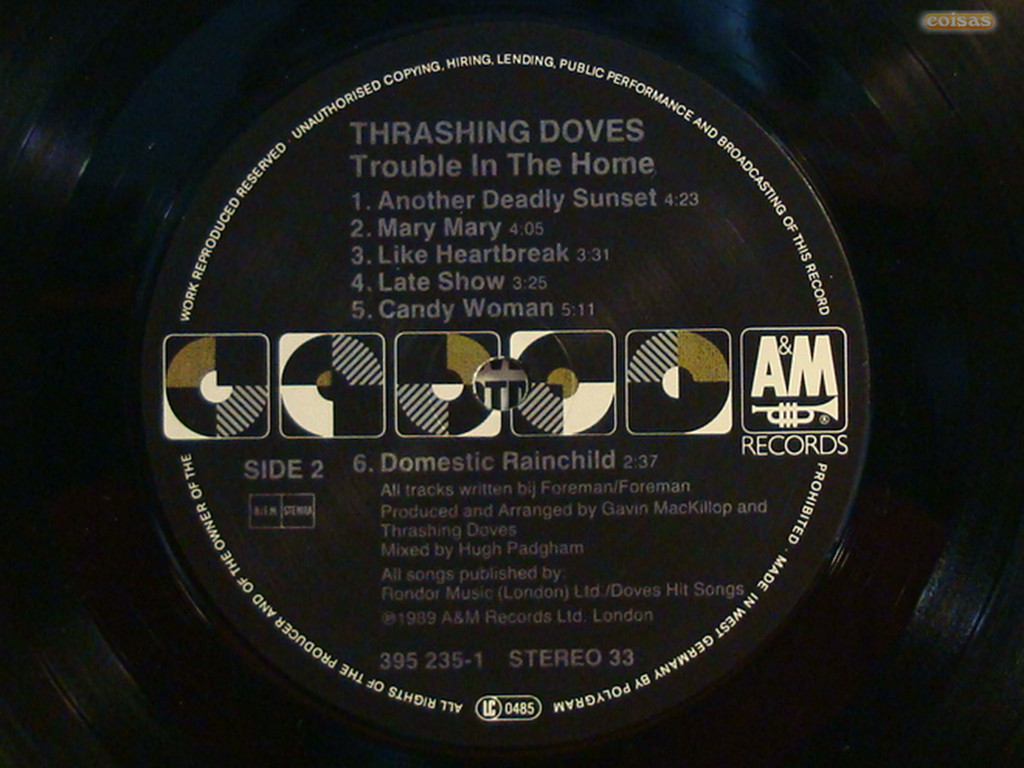 coisas
WORK REPRODUCED RESERVED · UNAUTHORISED COPYING, HIRING, LENDING, PUBLIC PERFORMANCE AND BROADCASTING OF THIS RECORD
THRASHING DOVES
Trouble In The Home
1. Another Deadly Sunset 4:23
2. Mary Mary 4:05
3. Like Heartbreak 3:31
4. Late Show 3:25
5. Candy Woman 5:11
A&M
®
RECORDS
SIDE 2
6. Domestic Rainchild 2:37
B.I.E.M. STEMRA
All tracks written bij Foreman/Foreman
Produced and Arranged by Gavin MacKillop and
Thrashing Doves
Mixed by Hugh Padgham
All songs published by:
Rondor Music (London) Ltd./Doves Hit Songs
℗1989 A&M Records Ltd. London
395 235-1 STEREO 33
LC 0485
ALL RIGHTS OF THE PRODUCER AND OF THE OWNER OF THE
PROHIBITED · MADE IN WEST GERMANY BY POLYGRAM